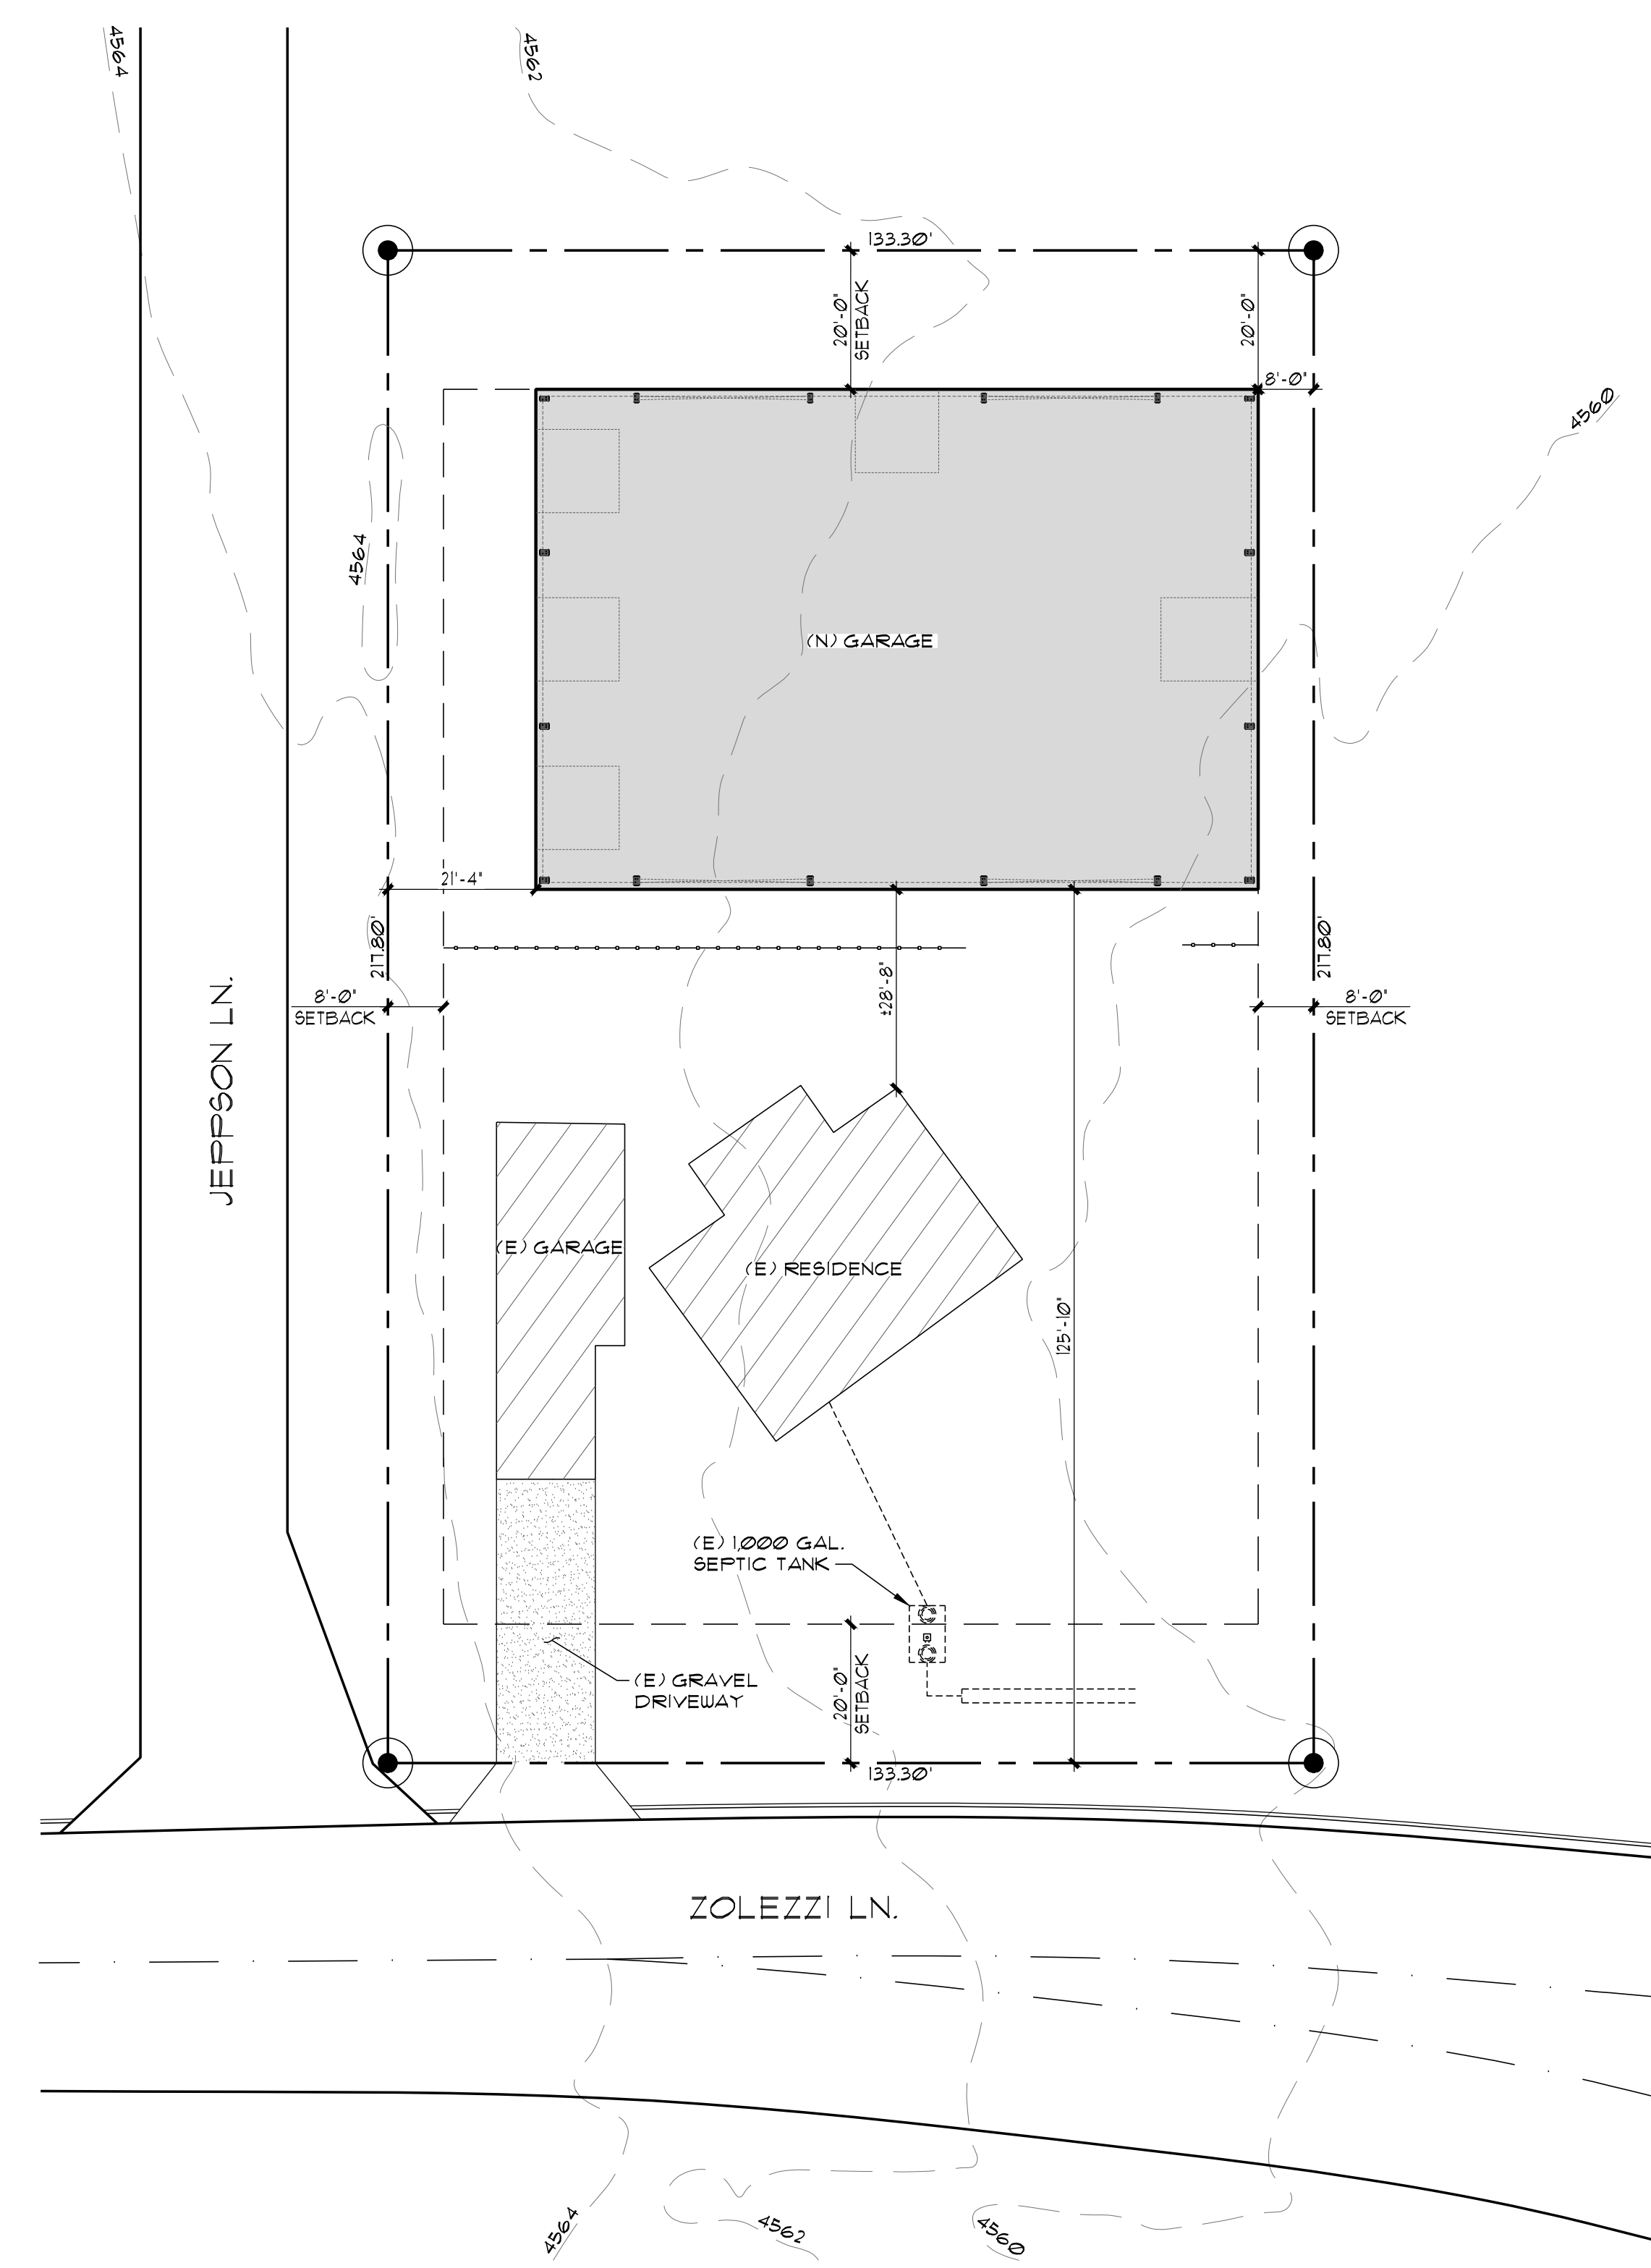 4564
4562
133.30'
20'-0"
SETBACK
20'-0"
8'-0"
4560
4564
(N) GARAGE
21'-4"
217.80'
217.80'
±28'-8"
8'-0"
SETBACK
8'-0"
SETBACK
JEPPSON LN.
(E) GARAGE
(E) RESIDENCE
125'-10"
(E) 1,000 GAL.
SEPTIC TANK
(E) GRAVEL
DRIVEWAY
20'-0"
SETBACK
133.30'
ZOLEZZI LN.
4564
4562
4560